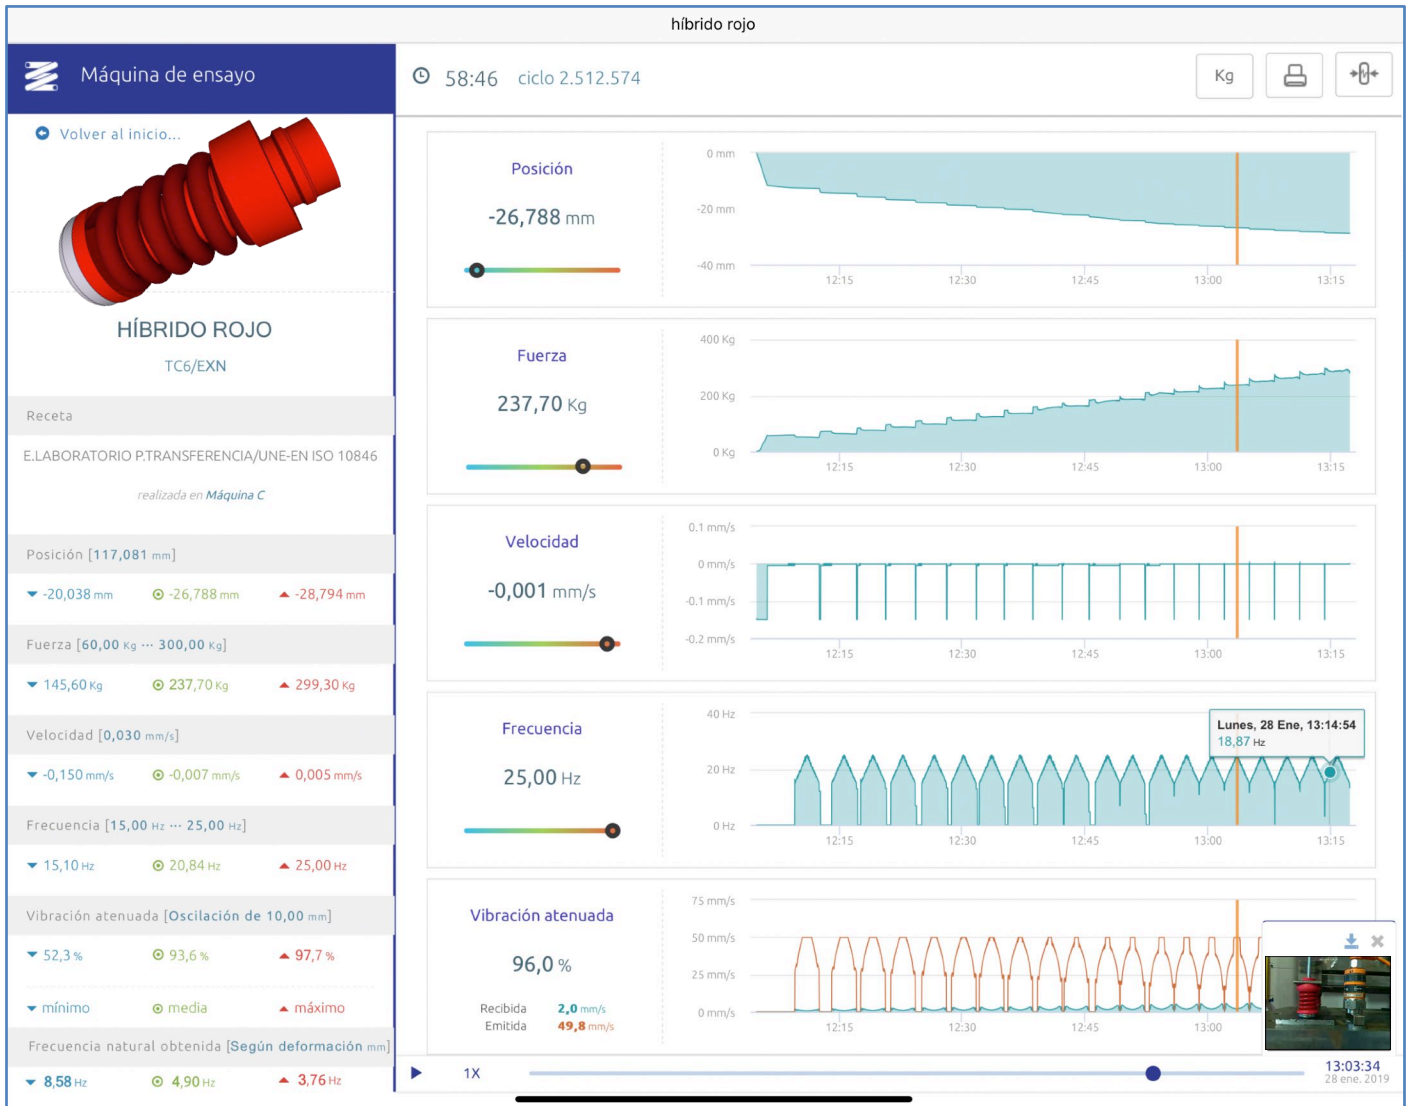 híbrido rojo
Máquina de ensayo
Volver al inicio...
HÍBRIDO ROJO
TC6/EXN
Receta
E.LABORATORIO P.TRANSFERENCIA/UNE-EN ISO 10846
realizada en Máquina C
Posición [117,081 mm]
-20,038 mm -26,788 mm -28,794 mm
Fuerza [60,00 Kg ... 300,00 Kg]
145,60 Kg 237,70 Kg 299,30 Kg
Velocidad [0,030 mm/s]
-0,150 mm/s -0,007 mm/s 0,005 mm/s
Frecuencia [15,00 Hz ... 25,00 Hz]
15,10 Hz 20,84 Hz 25,00 Hz
Vibración atenuada [Oscilación de 10,00 mm]
52,3 % 93,6 % 97,7 %
mínimo media máximo
Frecuencia natural obtenida [Según deformación mm]
8,58 Hz 4,90 Hz 3,76 Hz
58:46 ciclo 2.512.574
Kg
Posición
-26,788 mm
0 mm
-20 mm
-40 mm
12:15 12:30 12:45 13:00 13:15
Fuerza
237,70 Kg
400 Kg
200 Kg
0 Kg
12:15 12:30 12:45 13:00 13:15
Velocidad
-0,001 mm/s
0.1 mm/s
0 mm/s
-0.1 mm/s
-0.2 mm/s
12:15 12:30 12:45 13:00 13:15
Frecuencia
25,00 Hz
40 Hz
20 Hz
0 Hz
Lunes, 28 Ene, 13:14:54
18,87 Hz
12:15 12:30 12:45 13:00 13:15
Vibración atenuada
96,0 %
Recibida 2,0 mm/s
Emitida 49,8 mm/s
75 mm/s
50 mm/s
25 mm/s
0 mm/s
12:15 12:30 12:45 13:00
1X
13:03:34
28 ene. 2019